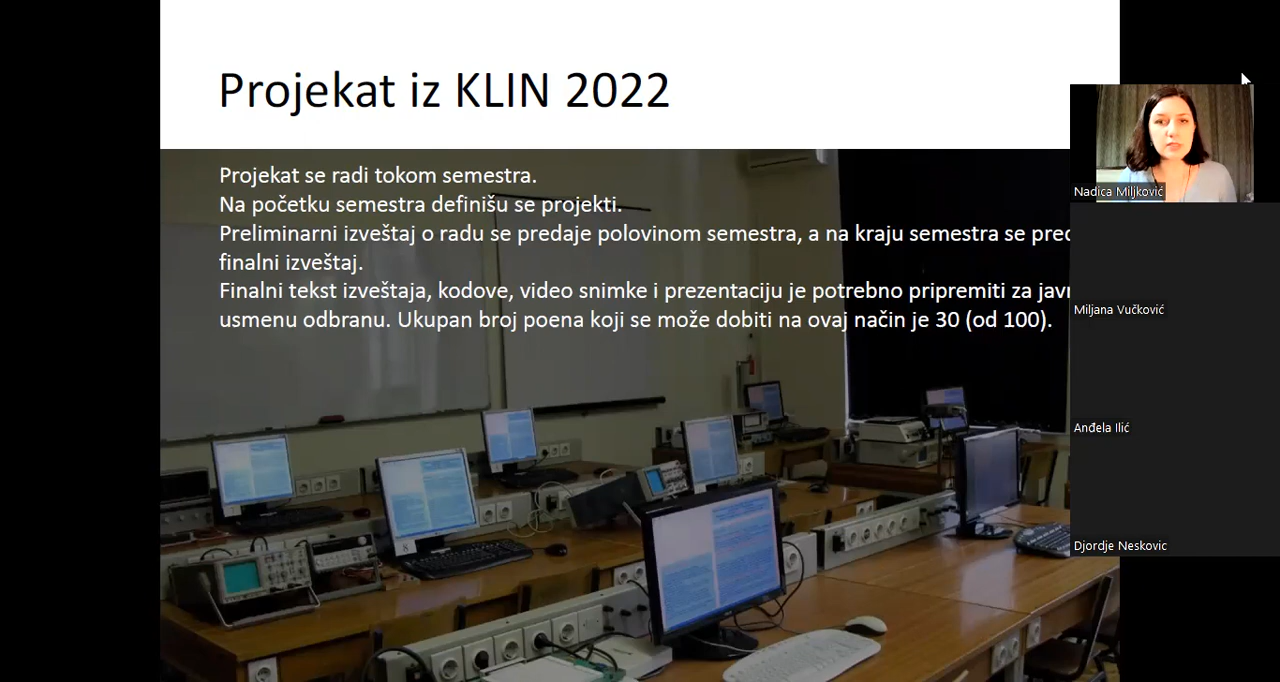 Projekat iz KLIN 2022
Projekat se radi tokom semestra.
Na početku semestra definišu se projekti.
Preliminarni izveštaj o radu se predaje polovinom semestra, a na kraju semestra se
finalni izveštaj.
Finalni tekst izveštaja, kodove, video snimke i prezentaciju je potrebno pripremiti za
usmenu odbranu. Ukupan broj poena koji se može dobiti na ovaj način je 30 (od 100).
Nadica Miljković
Miljana Vučković
Anđela Ilić
Djordje Neskovic
8